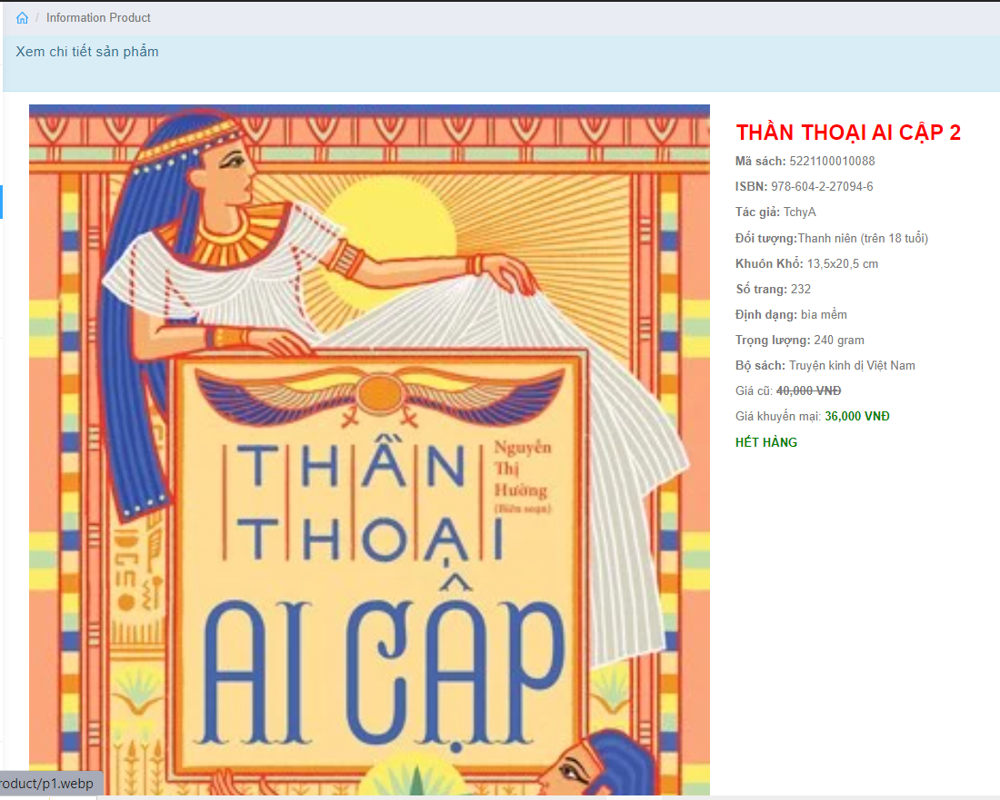 / Information Product
Xem chi tiết sản phẩm
THẦN THOẠI AI CẬP 2
Mã sách: 5221100010088
ISBN: 978-604-2-27094-6
Tác giả: TchyA
Đối tượng:Thanh niên (trên 18 tuổi)
Khuôn Khổ: 13,5x20,5 cm
Số trang: 232
Định dạng: bìa mềm
Trọng lượng: 240 gram
Bộ sách: Truyện kinh dị Việt Nam
Giá cũ: 40,000 VNĐ
Giá khuyến mại: 36,000 VNĐ
HẾT HÀNG
THẦN
THOẠI
AI CẬP
Nguyễn
Thị
Hường
(Biên soạn)
roduct/p1.webp